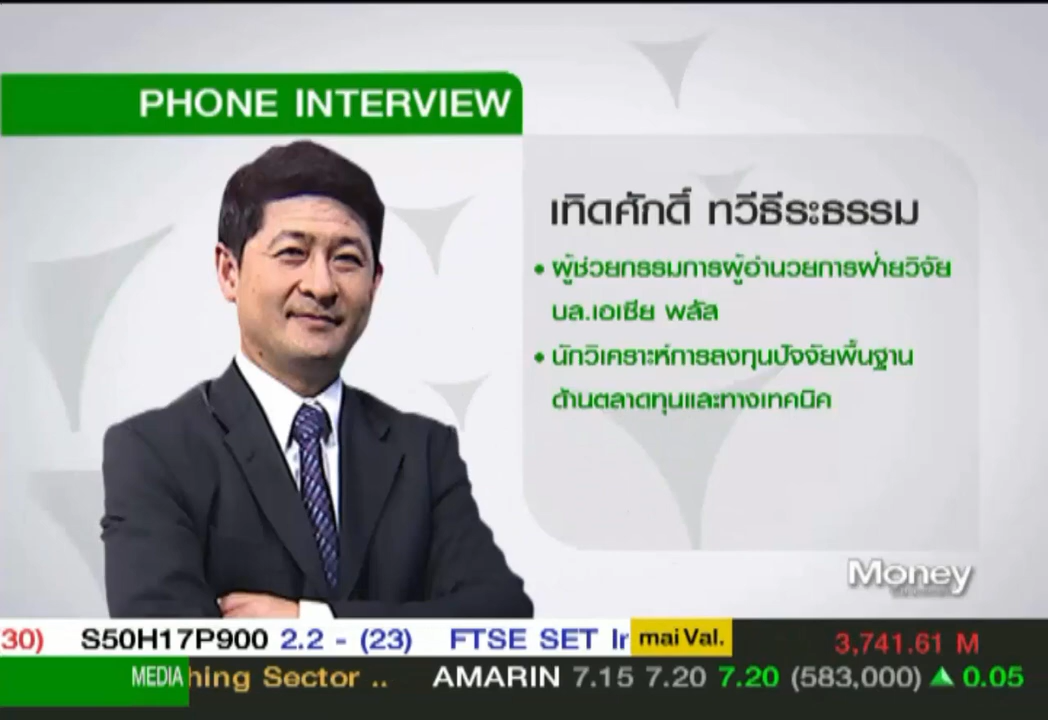 PHONE INTERVIEW
เทิดศักดิ์ ทวีธีระธรรม
• ผู้ช่วยกรรมการผู้อำนวยการฝ่ายวิจัย
บล.เอเซีย พลัส
• นักวิเคราะห์การลงทุนปัจจัยพื้นฐาน
ด้านตลาดทุนและทางเทคนิค
Money
30) S50H17P900 2.2 - (23) FTSE SET In mai Val. 3,741.61 M
MEDIA hing Sector .. AMARIN 7.15 7.20 7.20 (583,000) ▲ 0.05